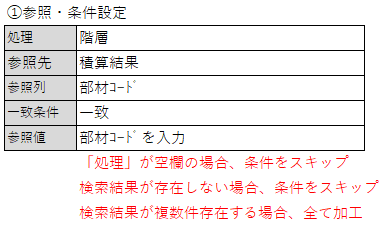 ①参照・条件設定
処理 階層
参照先 積算結果
参照列 部材ｺｰﾄﾞ
一致条件 一致
参照値 部材ｺｰﾄﾞを入力
「処理」が空欄の場合、条件をスキップ
検索結果が存在しない場合、条件をスキップ
検索結果が複数件存在する場合、全て加工